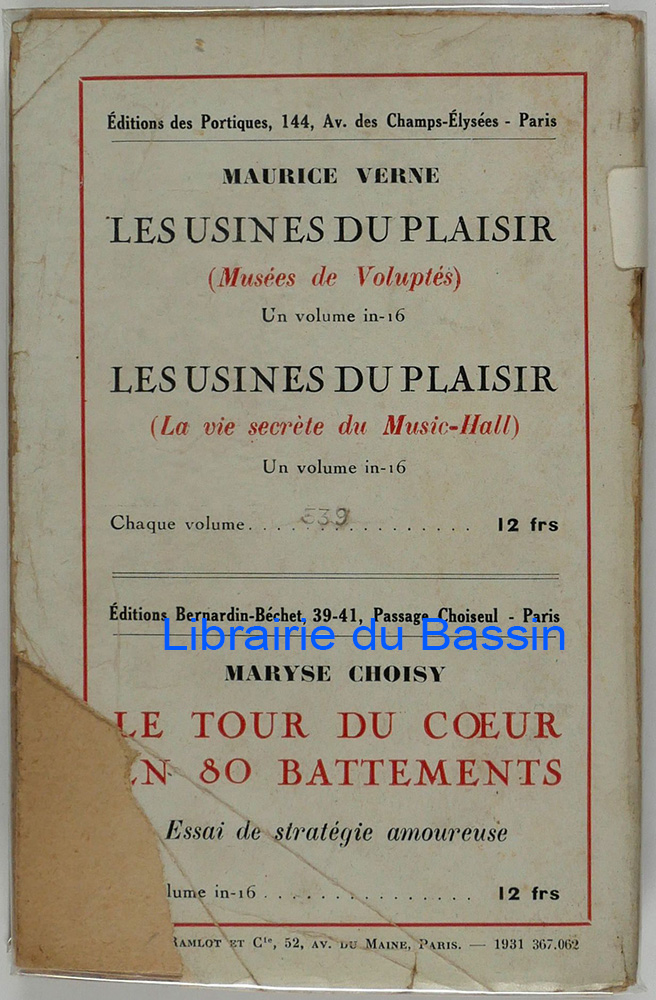 Éditions des Portiques, 144, Av. des Champs-Élysées - Paris
MAURICE VERNE
LES USINES DU PLAISIR
(Musées de Voluptés)
Un volume in-16
LES USINES DU PLAISIR
(La vie secrète du Music-Hall)
Un volume in-16
Chaque volume. . . . . . . . . . . . . . . . 12 frs
539
Éditions Bernardin-Béchet, 39-41, Passage Choiseul - Paris
Librairie du Bassin
MARYSE CHOISY
LE TOUR DU CŒUR
EN 80 BATTEMENTS
Essai de stratégie amoureuse
lume in-16 . . . . . . . . . . . . . . . 12 frs
RAMLOT ET Cie, 52, AV. DU MAINE, PARIS. — 1931 367.062